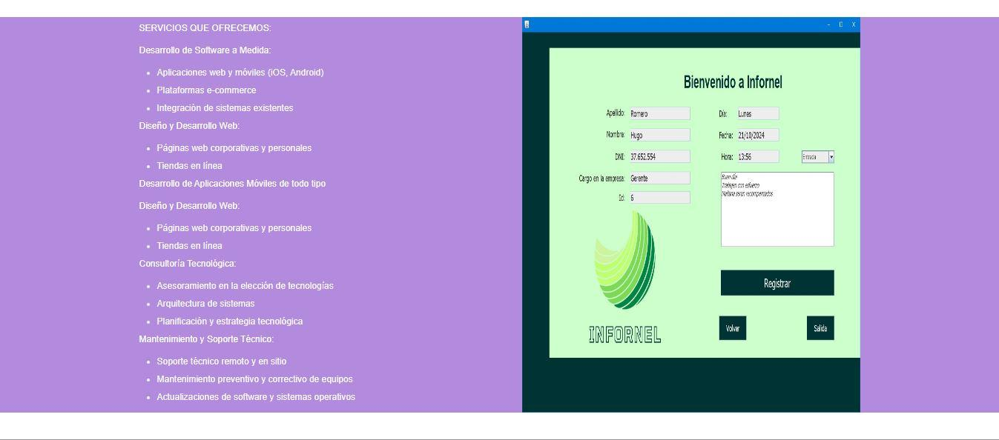 SERVICIOS QUE OFRECEMOS:
Desarrollo de Software a Medida:
Aplicaciones web y móviles (iOS, Android)
Plataformas e-commerce
Integración de sistemas existentes
Diseño y Desarrollo Web:
Páginas web corporativas y personales
Tiendas en línea
Desarrollo de Aplicaciones Móviles de todo tipo
Diseño y Desarrollo Web:
Páginas web corporativas y personales
Tiendas en línea
Consultoría Tecnológica:
Asesoramiento en la elección de tecnologías
Arquitectura de sistemas
Planificación y estrategia tecnológica
Mantenimiento y Soporte Técnico:
Soporte técnico remoto y en sitio
Mantenimiento preventivo y correctivo de equipos
Actualizaciones de software y sistemas operativos
Bienvenido a Infornel
Apellido: Romero
Nombre: Hugo
DNI: 37.652.554
Cargo en la empresa: Gerente
Id: 6
Día: Lunes
Fecha: 21/10/2024
Hora: 13:56 Entrada
Buen día!
Trabajen con esfuerzo
Mañana seran recompensados
Registrar
Volver Salida
INFORNEL